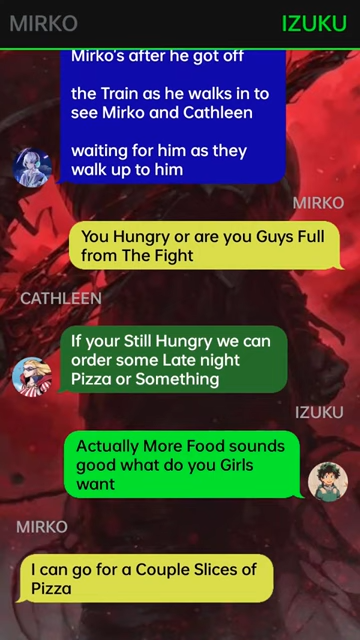 MIRKO
IZUKU
Mirko's after he got off
the Train as he walks in to
see Mirko and Cathleen
waiting for him as they
walk up to him
MIRKO
You Hungry or are you Guys Full
from The Fight
CATHLEEN
If your Still Hungry we can
order some Late night
Pizza or Something
IZUKU
Actually More Food sounds
good what do you Girls
want
MIRKO
I can go for a Couple Slices of
Pizza